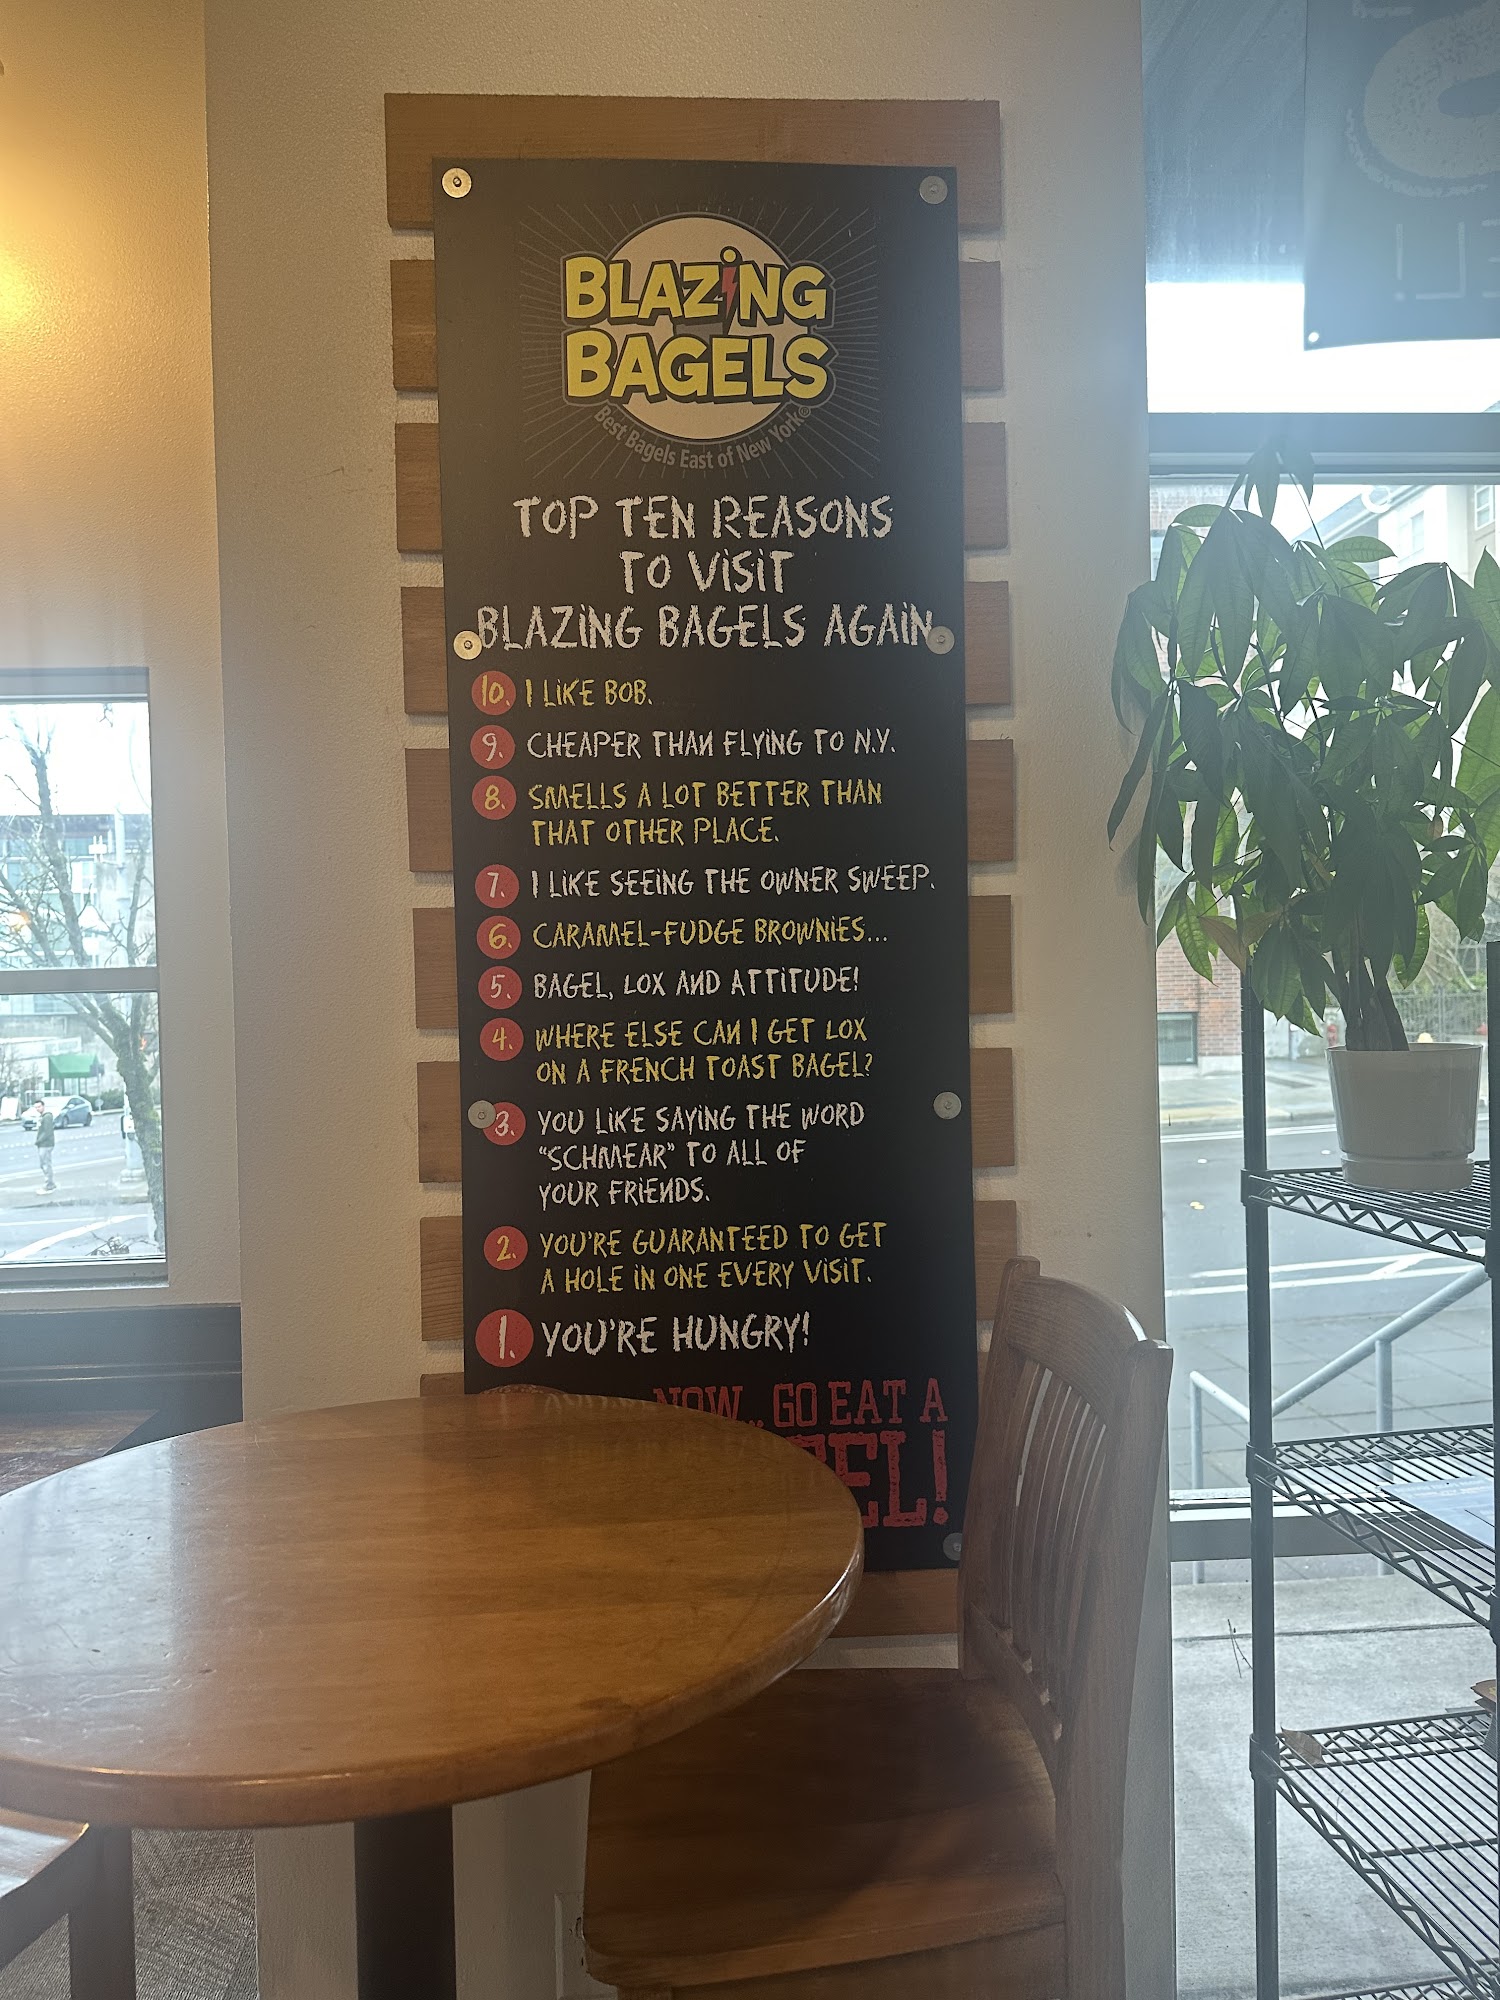 BLAZING
BAGELS
Best Bagels East of New York®
TOP TEN REASONS
TO VISIT
BLAZING BAGELS AGAIN
10. I LIKE BOB.
9. CHEAPER THAN FLYING TO N.Y.
8. SMELLS A LOT BETTER THAN
THAT OTHER PLACE.
7. I LIKE SEEING THE OWNER SWEEP.
6. CARAMEL-FUDGE BROWNIES...
5. BAGEL, LOX AND ATTITUDE!
4. WHERE ELSE CAN I GET LOX
ON A FRENCH TOAST BAGEL?
3. YOU LIKE SAYING THE WORD
"SCHMEAR" TO ALL OF
YOUR FRIENDS.
2. YOU'RE GUARANTEED TO GET
A HOLE IN ONE EVERY VISIT.
1. YOU'RE HUNGRY!
NOW.. GO EAT A
EL!